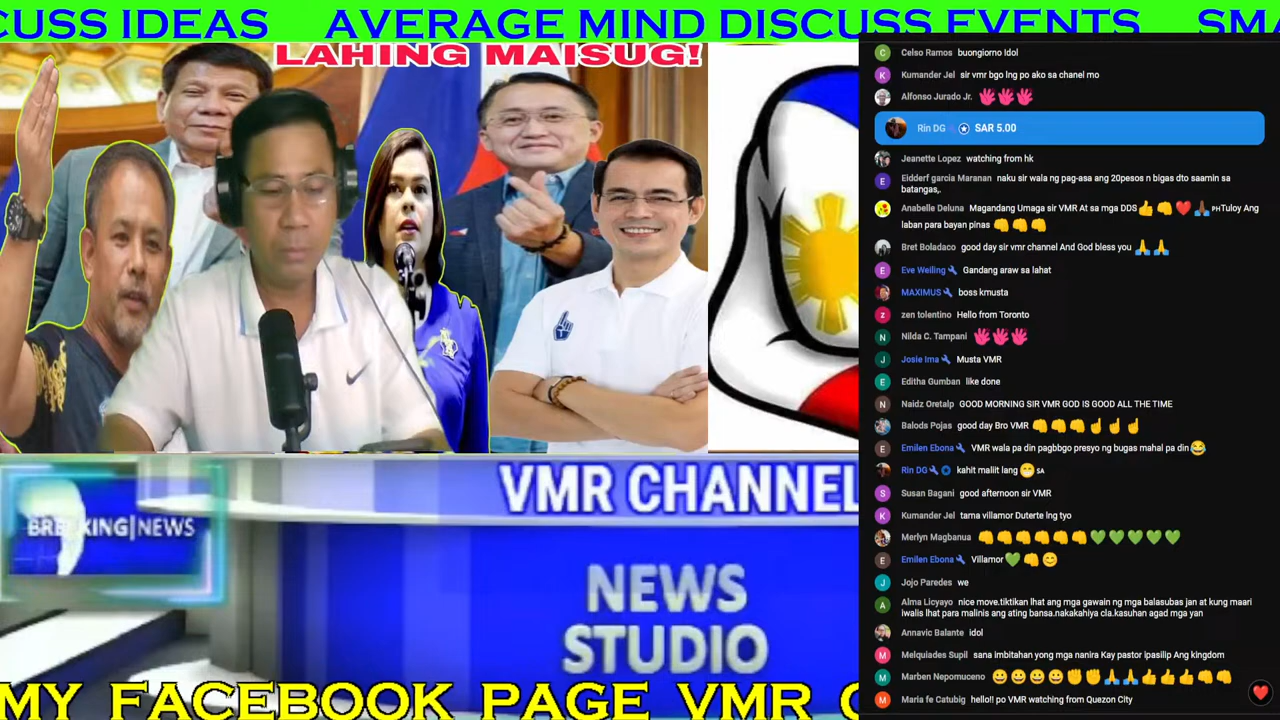 CUSS IDEAS AVERAGE MIND DISCUSS EVENTS SMA
LAHING MAISUG!
BREAKING|NEWS
VMR CHANNEL
NEWS
STUDIO
MY FACEBOOK PAGE VMR C
Celso Ramos buongiorno Idol
Kumander Jel sir vmr bgo lng po ako sa chanel mo
Alfonso Jurado Jr. 👋👋👋
Rin DG SAR 5.00
Jeanette Lopez watching from hk
Eidderf garcia Maranan naku sir wala ng pag-asa ang 20pesos n bigas dto saamin sa
batangas,.
Anabelle Deluna Magandang Umaga sir VMR At sa mga DDS👍👊❤️🙏🏾PHTuloy Ang
laban para bayan pinas 👊👊👊
Bret Boladaco good day sir vmr channel And God bless you 🙏🙏
Eve Weiling Gandang araw sa lahat
MAXIMUS boss kmusta
zen tolentino Hello from Toronto
Nilda C. Tampani 👋👋👋
Josie Ima Musta VMR
Editha Gumban like done
Naidz Oretalp GOOD MORNING SIR VMR GOD IS GOOD ALL THE TIME
Balods Pojas good day Bro VMR 👊👊👊☝️☝️☝️
Emilen Ebona VMR wala pa din pagbbgo presyo ng bugas mahal pa din😂
Rin DG kahit maliit lang😁SA
Susan Bagani good afternoon sir VMR
Kumander Jel tama villamor Duterte lng tyo
Merlyn Magbanua 👊👊👊👊👊👊💚💚💚💚💚
Emilen Ebona Villamor💚👊😊
Jojo Paredes we
Alma Licyayo nice move.tiktikan lhat ang mga gawain ng mga balasubas jan at kung maari
iwalis lhat para malinis ang ating bansa.nakakahiya cla.kasuhan agad mga yan
Annavic Balante idol
Melquiades Supil sana imbitahan yong mga nanira Kay pastor ipasilip Ang kingdom
Marben Nepomuceno 😀😀😀😀✊✊🙏🙏👍👍👍👊👊
Maria fe Catubig hello!! po VMR watching from Quezon City